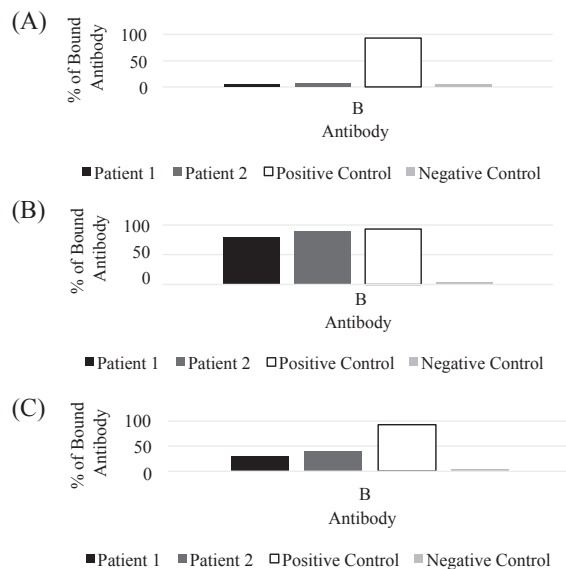 (A)
% of Bound
Antibody
100
50
0
B
Antibody
Patient 1 Patient 2 Positive Control Negative Control
(B)
% of Bound
Antibody
100
50
0
B
Antibody
Patient 1 Patient 2 Positive Control Negative Control
(C)
% of Bound
Antibody
100
50
0
B
Antibody
Patient 1 Patient 2 Positive Control Negative Control